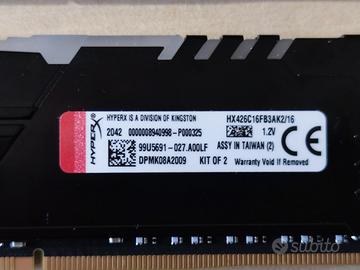 HYPERX
HYPERX IS A DIVISION OF KINGSTON
2042 0000008940998-P000325
99U5691-027.A00LF
DPMK08A2009
HX426C16FB3AK2/16
1.2V
ASSY IN TAIWAN (2)
KIT OF 2 Warranty Void If Removed
CE
subito